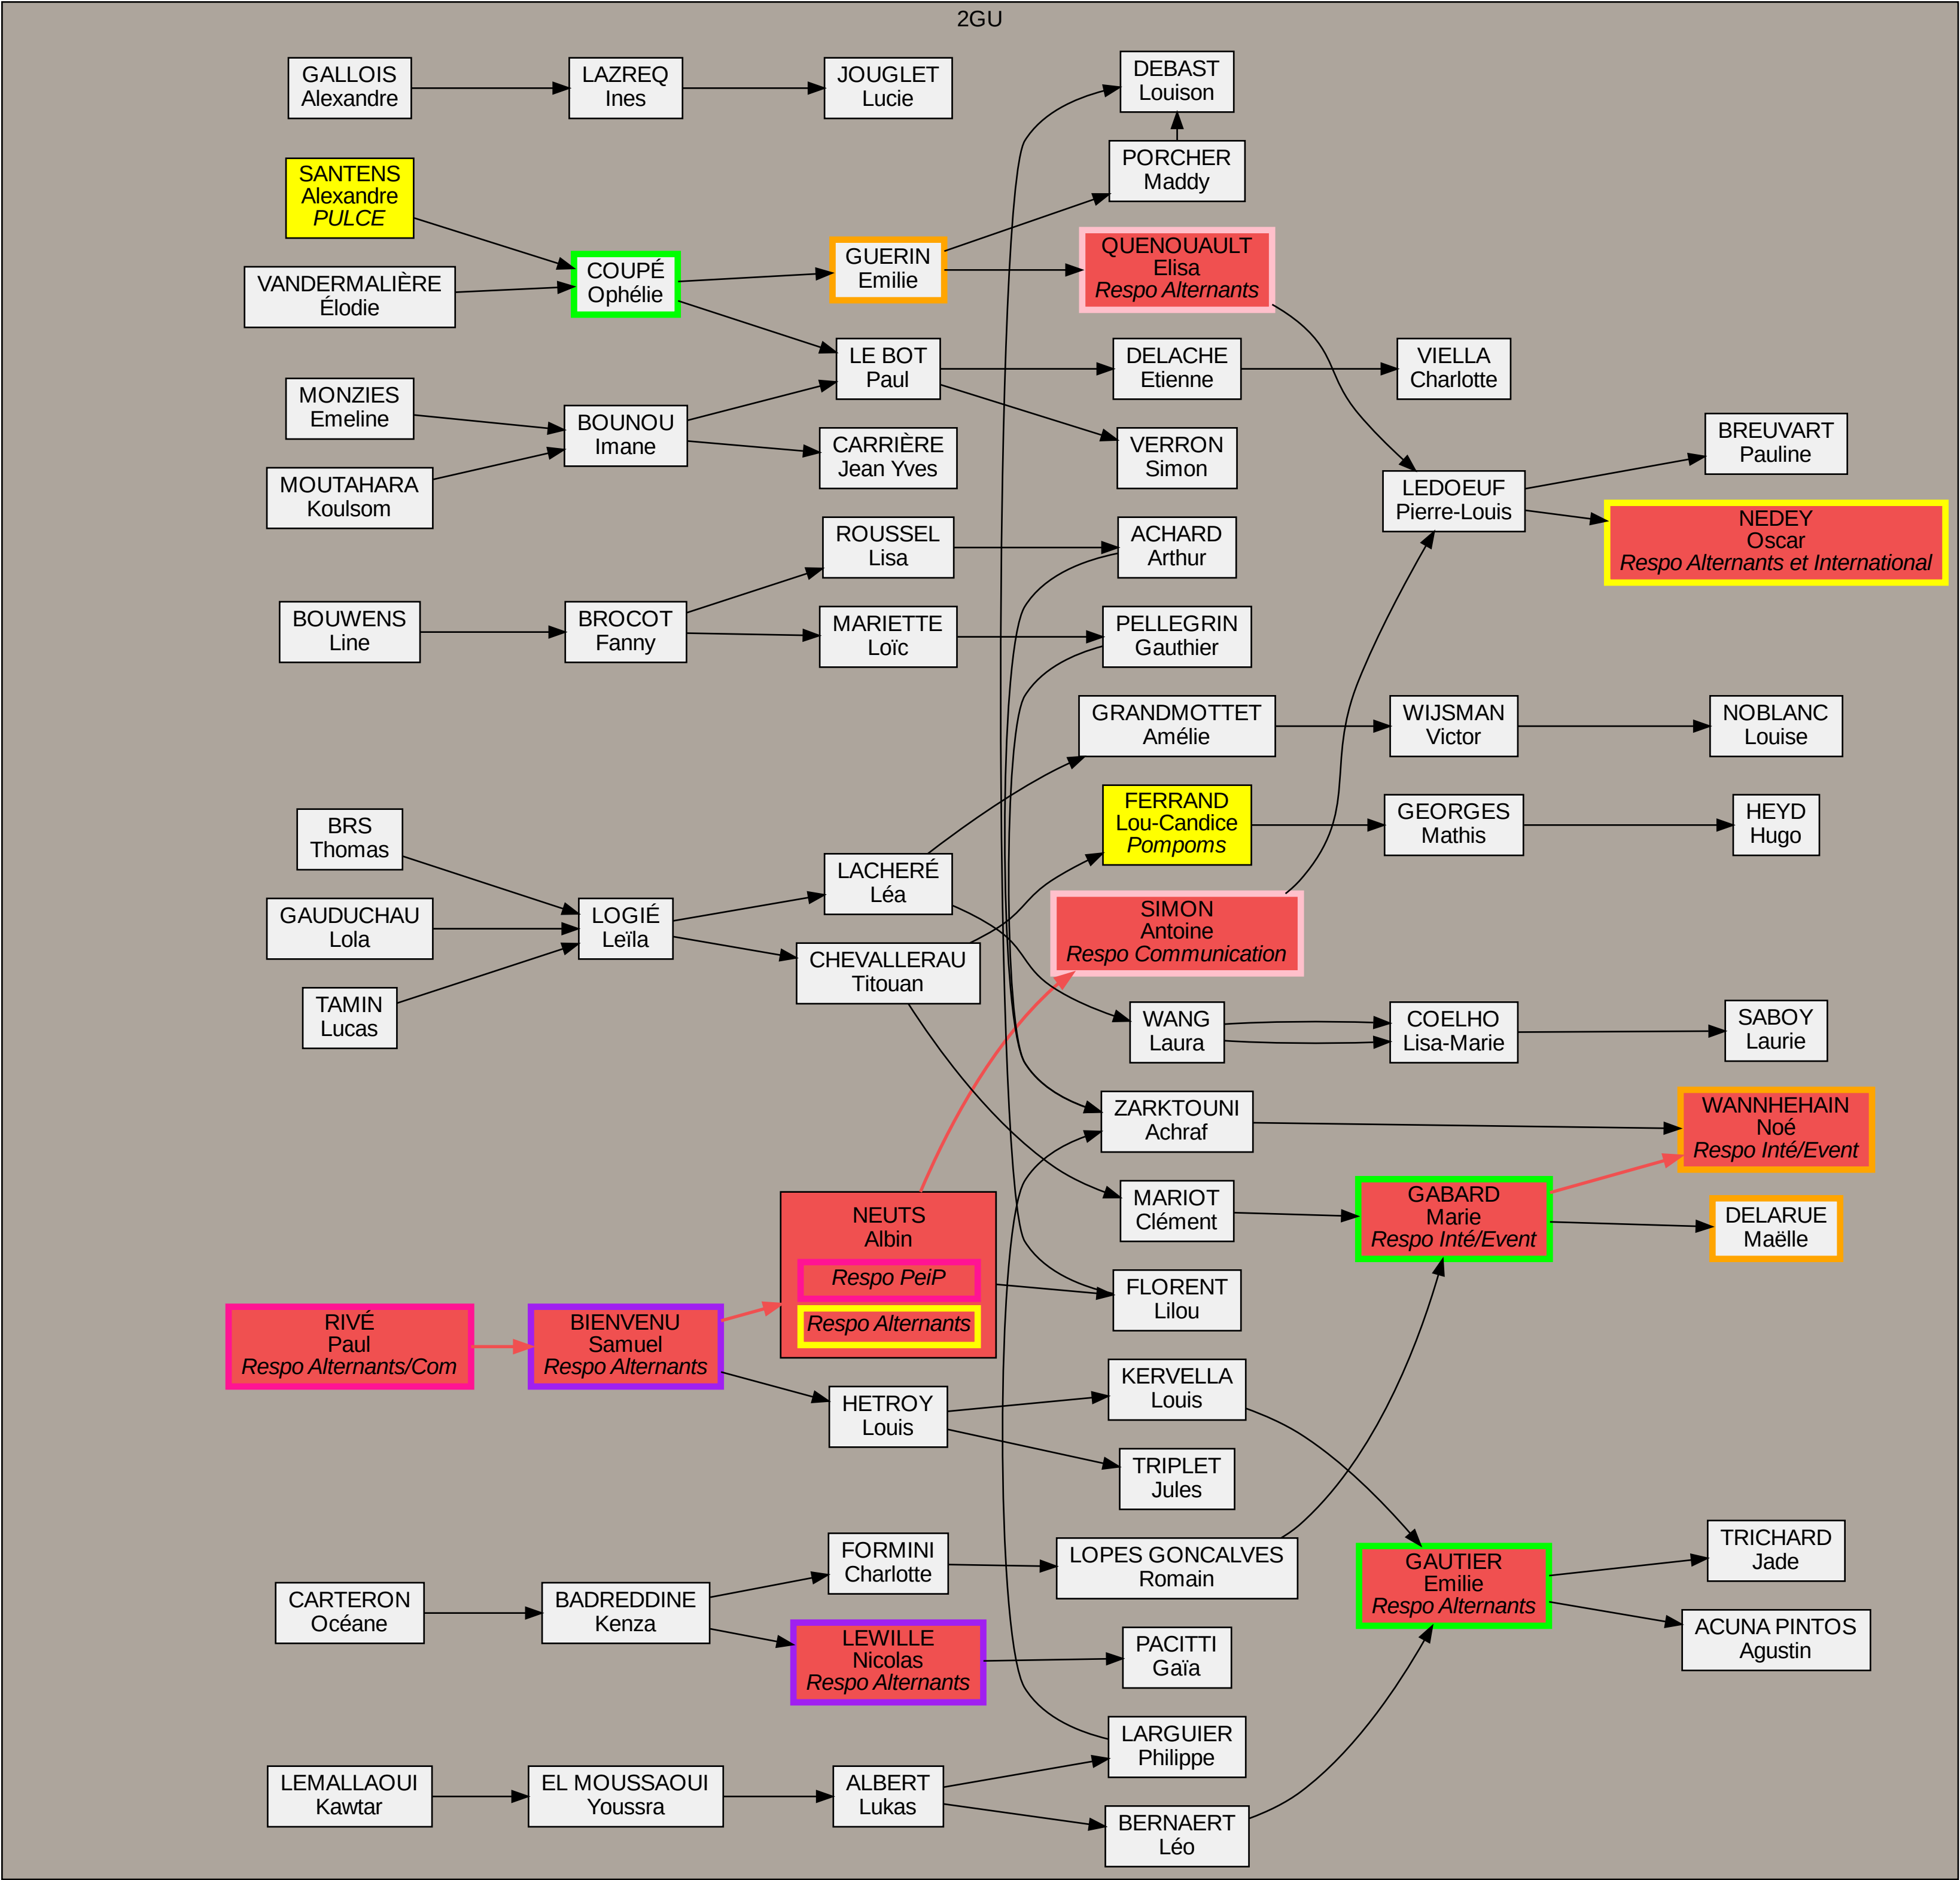 2GU
GALLOIS
Alexandre
LAZREQ
Ines
JOUGLET
Lucie
DEBAST
Louison
PORCHER
Maddy
SANTENS
Alexandre
PULCE
VANDERMALIÈRE
Élodie
COUPÉ
Ophélie
GUERIN
Emilie
QUENOUAULT
Elisa
Respo Alternants
LE BOT
Paul
DELACHE
Etienne
VIELLA
Charlotte
MONZIES
Emeline
MOUTAHARA
Koulsom
BOUNOU
Imane
CARRIÈRE
Jean Yves
VERRON
Simon
LEDOEUF
Pierre-Louis
BREUVART
Pauline
NEDEY
Oscar
Respo Alternants et International
BOUWENS
Line
BROCOT
Fanny
ROUSSEL
Lisa
ACHARD
Arthur
MARIETTE
Loïc
PELLEGRIN
Gauthier
GRANDMOTTET
Amélie
WIJSMAN
Victor
NOBLANC
Louise
FERRAND
Lou-Candice
Pompoms
GEORGES
Mathis
HEYD
Hugo
BRS
Thomas
GAUDUCHAU
Lola
TAMIN
Lucas
LOGIÉ
Leïla
LACHERÉ
Léa
CHEVALLERAU
Titouan
SIMON
Antoine
Respo Communication
WANG
Laura
COELHO
Lisa-Marie
SABOY
Laurie
ZARKTOUNI
Achraf
WANNHEHAIN
Noé
Respo Inté/Event
MARIOT
Clément
GABARD
Marie
Respo Inté/Event
DELARUE
Maëlle
NEUTS
Albin
Respo PeiP
Respo Alternants
FLORENT
Lilou
RIVÉ
Paul
Respo Alternants/Com
BIENVENU
Samuel
Respo Alternants
HETROY
Louis
KERVELLA
Louis
TRIPLET
Jules
CARTERON
Océane
BADREDDINE
Kenza
FORMINI
Charlotte
LOPES GONCALVES
Romain
GAUTIER
Emilie
Respo Alternants
TRICHARD
Jade
ACUNA PINTOS
Agustin
LEWILLE
Nicolas
Respo Alternants
PACITTI
Gaïa
LARGUIER
Philippe
LEMALLAOUI
Kawtar
EL MOUSSAOUI
Youssra
ALBERT
Lukas
BERNAERT
Léo